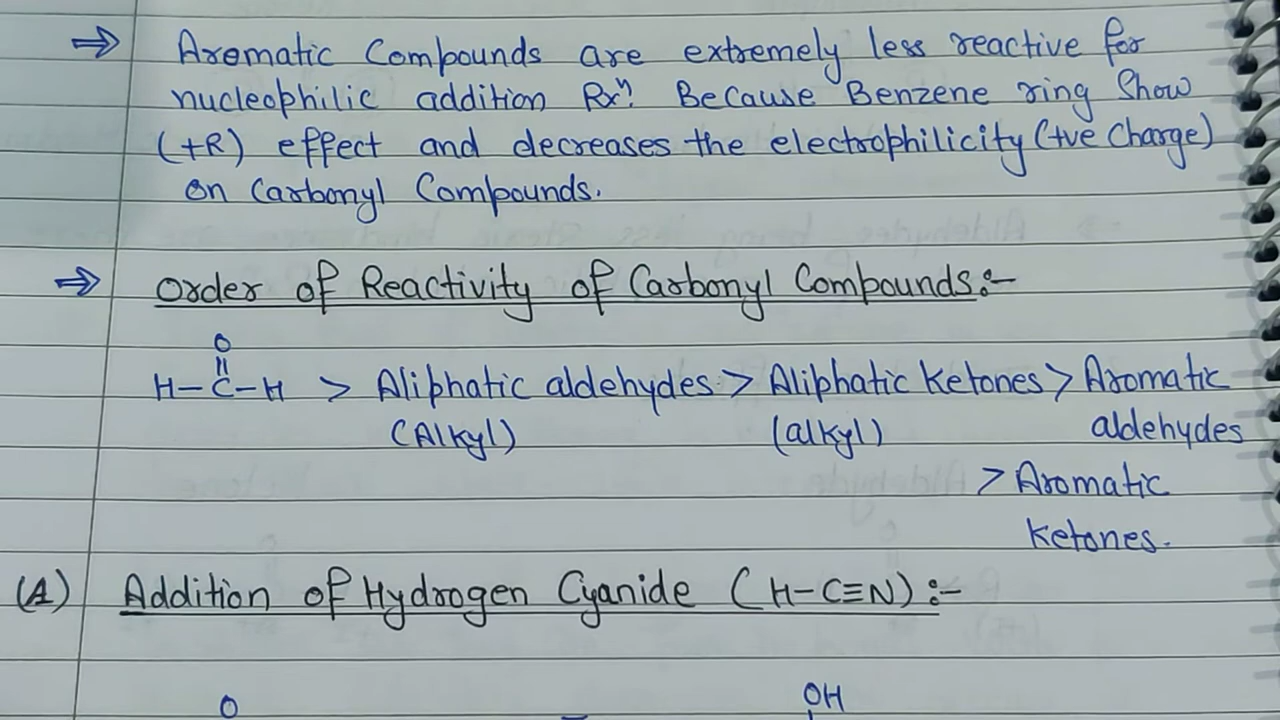 ⇒ Aromatic Compounds are extremely less reactive for
nucleophilic addition Rxⁿ. Because Benzene ring Show
(+R) effect and decreases the electrophilicity (+ve Charge)
on Carbonyl Compounds.
⇒ Order of Reactivity of Carbonyl Compounds:-
O
||
H-C-H > Aliphatic aldehydes > Aliphatic Ketones > Aromatic
(Alkyl) (alkyl) aldehydes
> Aromatic
Ketones.
(A) Addition of Hydrogen Cyanide (H-C≡N):-
O OH